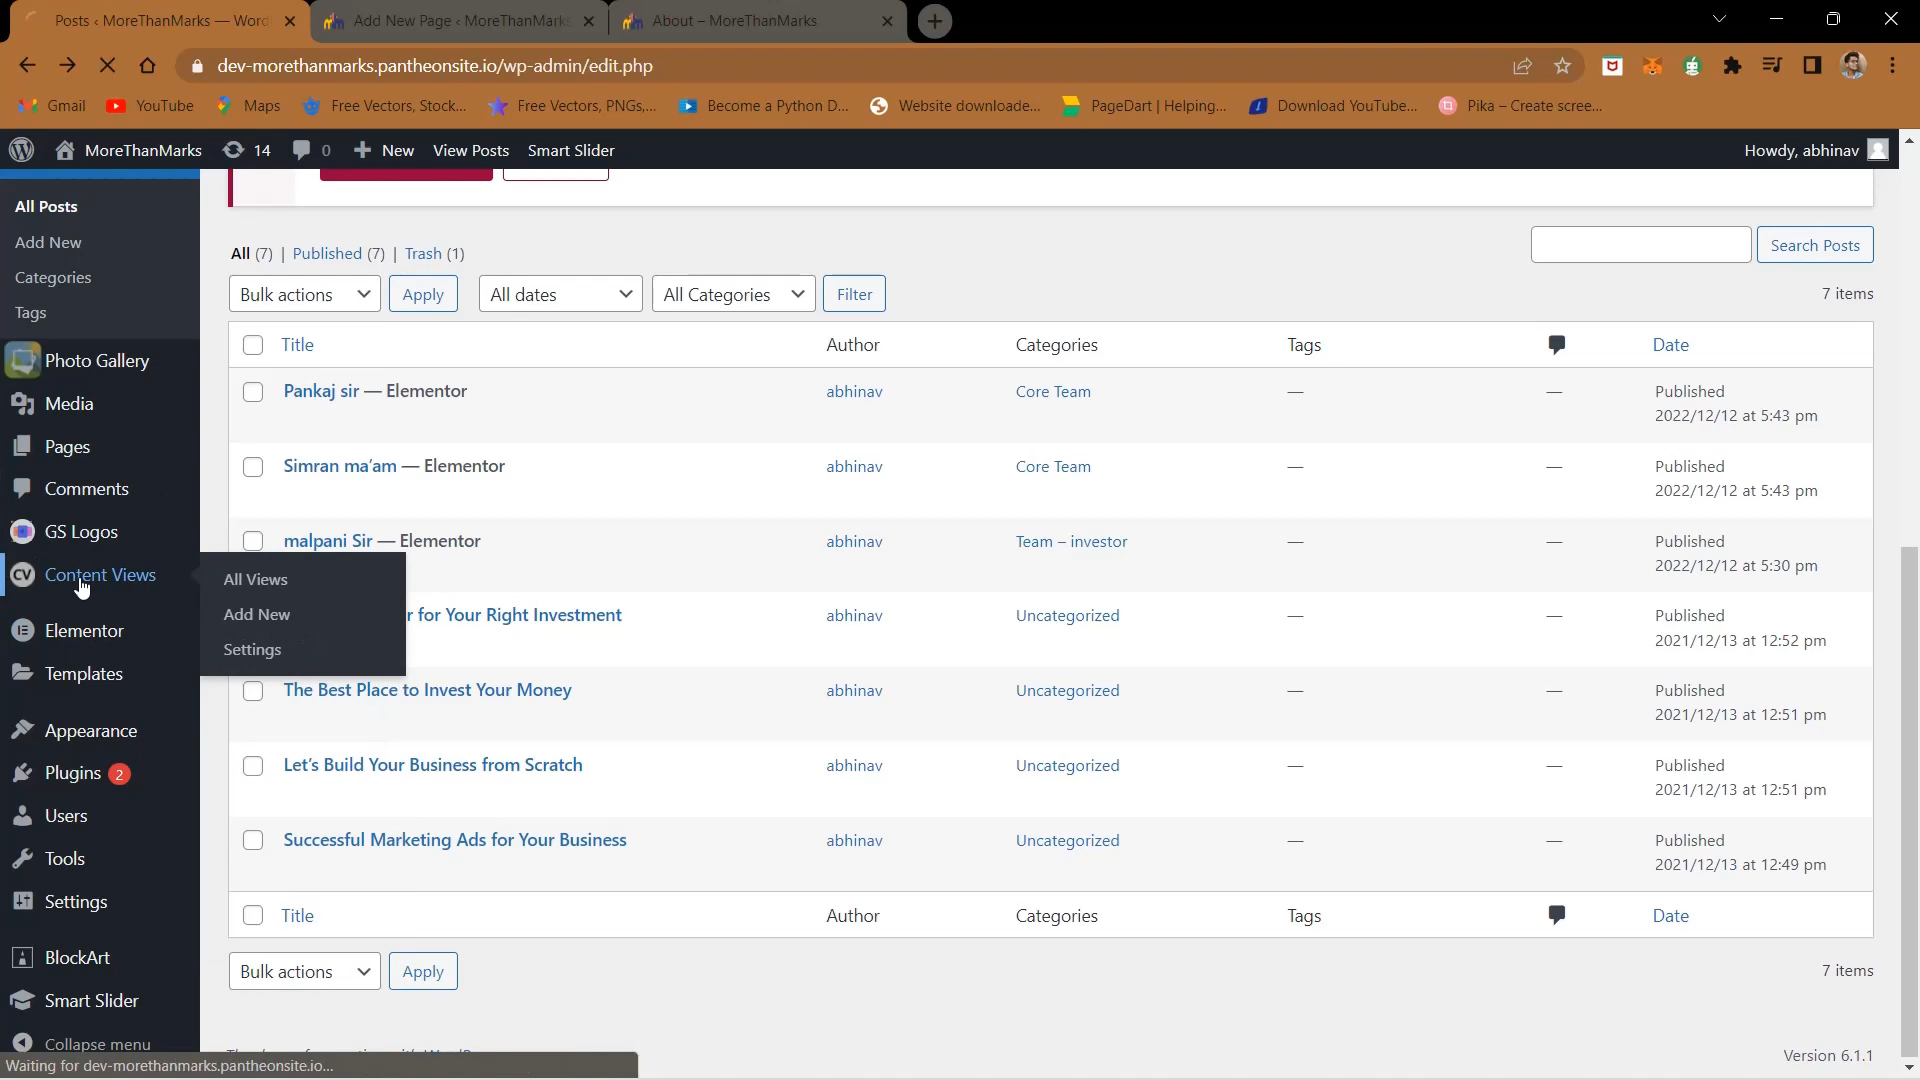 Posts ‹ MoreThanMarks — Word
Add New Page ‹ MoreThanMarks
About – MoreThanMarks
dev-morethanmarks.pantheonsite.io/wp-admin/edit.php
Gmail
YouTube
Maps
Free Vectors, Stock...
Free Vectors, PNGs,...
Become a Python D...
Website downloade...
PageDart | Helping...
Download YouTube...
Pika – Create scree...
MoreThanMarks
14
0
New
View Posts
Smart Slider
Howdy, abhinav
All Posts
Add New
Categories
Tags
Photo Gallery
Media
Pages
Comments
GS Logos
CV Content Views
Elementor
Templates
Appearance
Plugins 2
Users
Tools
Settings
BlockArt
Smart Slider
Collapse menu
All Views
Add New
Settings
All (7) | Published (7) | Trash (1)
Search Posts
Bulk actions
Apply
All dates
All Categories
Filter
7 items
Title Author Categories Tags Date
Pankaj sir — Elementor abhinav Core Team — — Published
2022/12/12 at 5:43 pm
Simran ma'am — Elementor abhinav Core Team — — Published
2022/12/12 at 5:43 pm
malpani Sir — Elementor abhinav Team – investor — — Published
2022/12/12 at 5:30 pm
r for Your Right Investment abhinav Uncategorized — — Published
2021/12/13 at 12:52 pm
The Best Place to Invest Your Money abhinav Uncategorized — — Published
2021/12/13 at 12:51 pm
Let's Build Your Business from Scratch abhinav Uncategorized — — Published
2021/12/13 at 12:51 pm
Successful Marketing Ads for Your Business abhinav Uncategorized — — Published
2021/12/13 at 12:49 pm
Title Author Categories Tags Date
Bulk actions
Apply
7 items
Version 6.1.1
Waiting for dev-morethanmarks.pantheonsite.io...